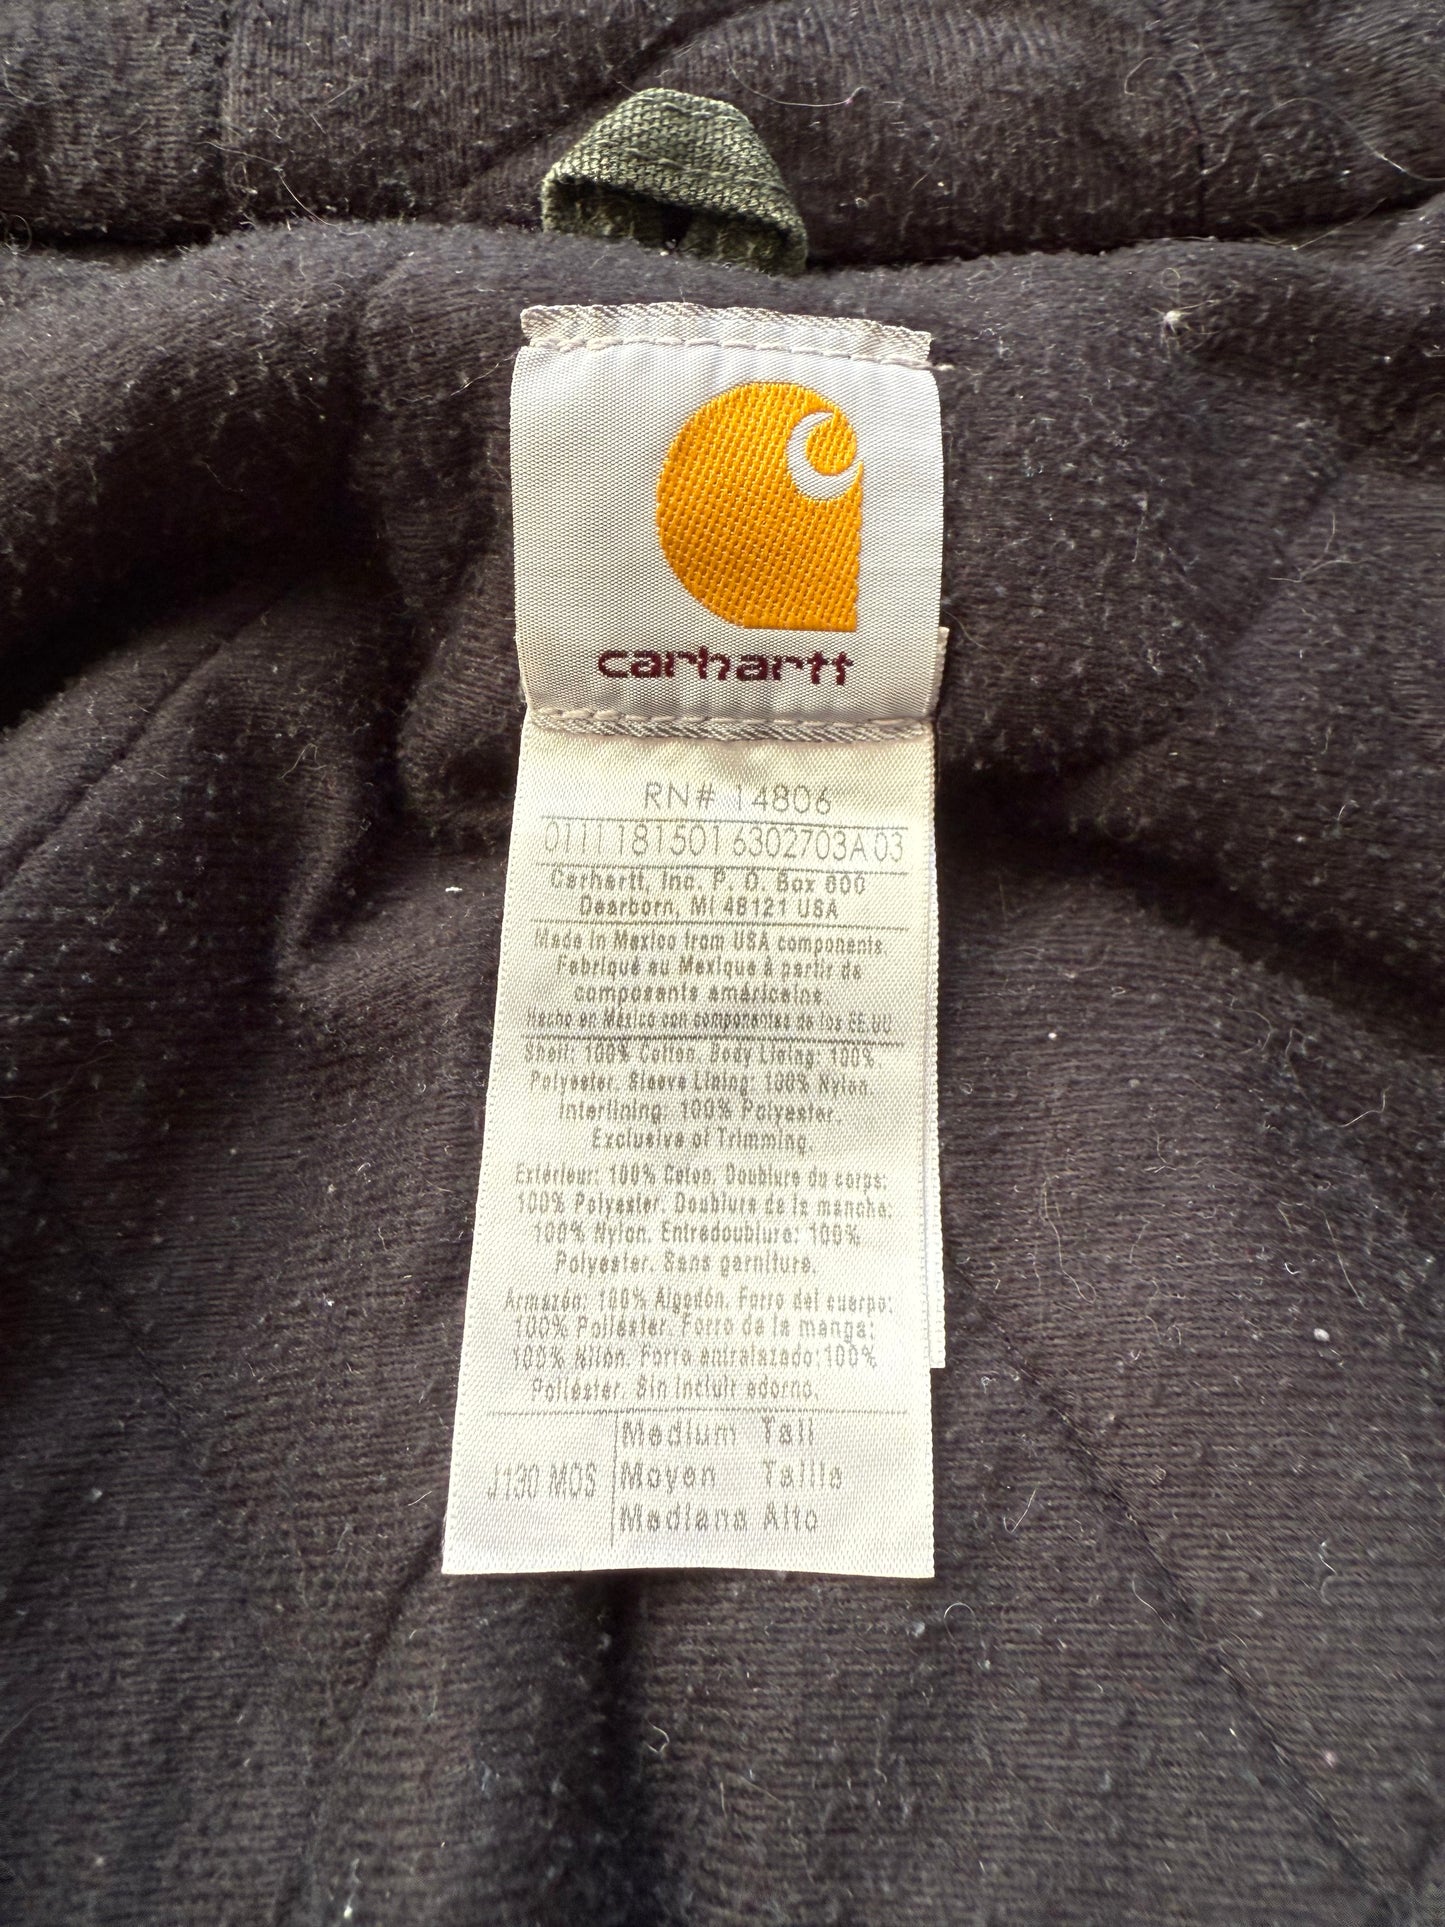 carhartt
RN# 14806
0111181501 6302703A 03
Carhartt, Inc. P. O. Box 600
Dearborn, MI 48121 USA
Made in Mexico from USA components.
Fabriqué au Mexique à partir de
composants américains.
Hecho en México con componentes de los EE.UU
Shell: 100% Cotton. Body Lining: 100%
Polyester. Sleeve Lining: 100% Nylon.
Interlining: 100% Polyester.
Exclusive of Trimming.
Extérieur: 100% Coton. Doublure du corps:
100% Polyester. Doublure de la manche:
100% Nylon. Entredoublure: 100%
Polyester. Sans garniture.
Armazón: 100% Algodón. Forro del cuerpo:
100% Poliéster. Forro de la manga:
100% Nilón. Forro entrelazado: 100%
Poliéster. Sin incluir adorno.
J130 MOS
Medium Tall
Moyen Taille
Mediana Alto